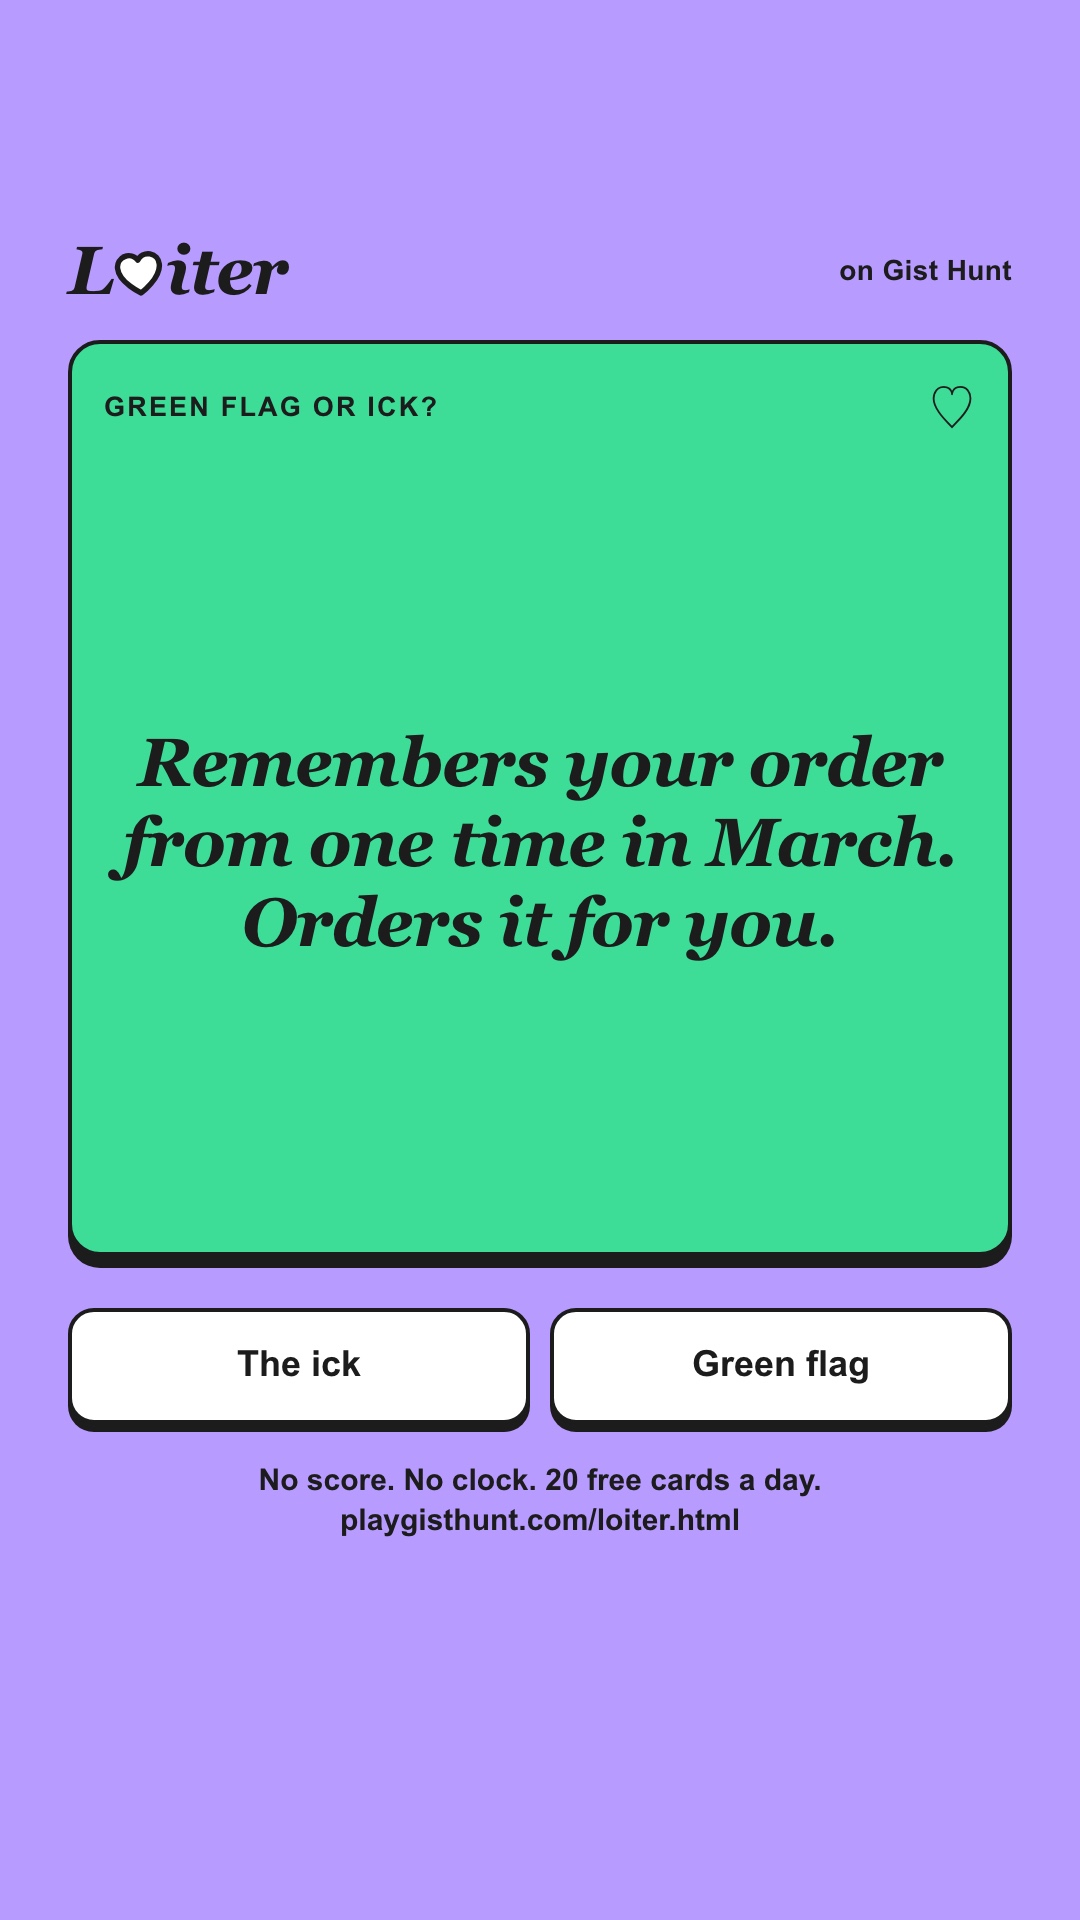 Loiter
on Gist Hunt
GREEN FLAG OR ICK?
Remembers your order
from one time in March.
Orders it for you.
The ick
Green flag
No score. No clock. 20 free cards a day.
playgisthunt.com/loiter.html